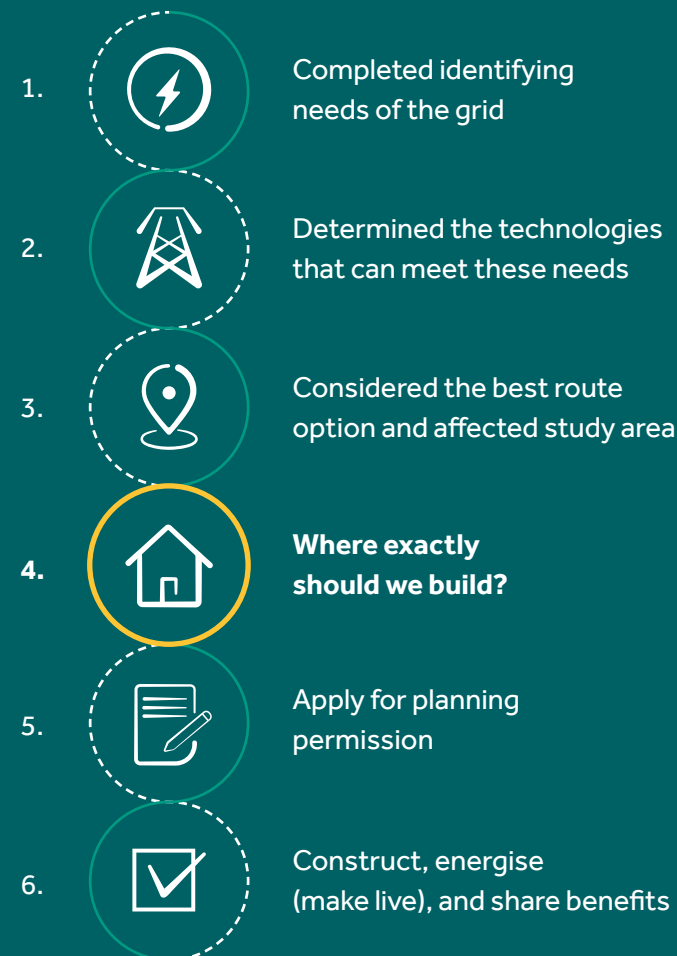 1.
Completed identifying
needs of the grid
2.
Determined the technologies
that can meet these needs
3.
Considered the best route
option and affected study area
4.
Where exactly
should we build?
5.
Apply for planning
permission
6.
Construct, energise
(make live), and share benefits